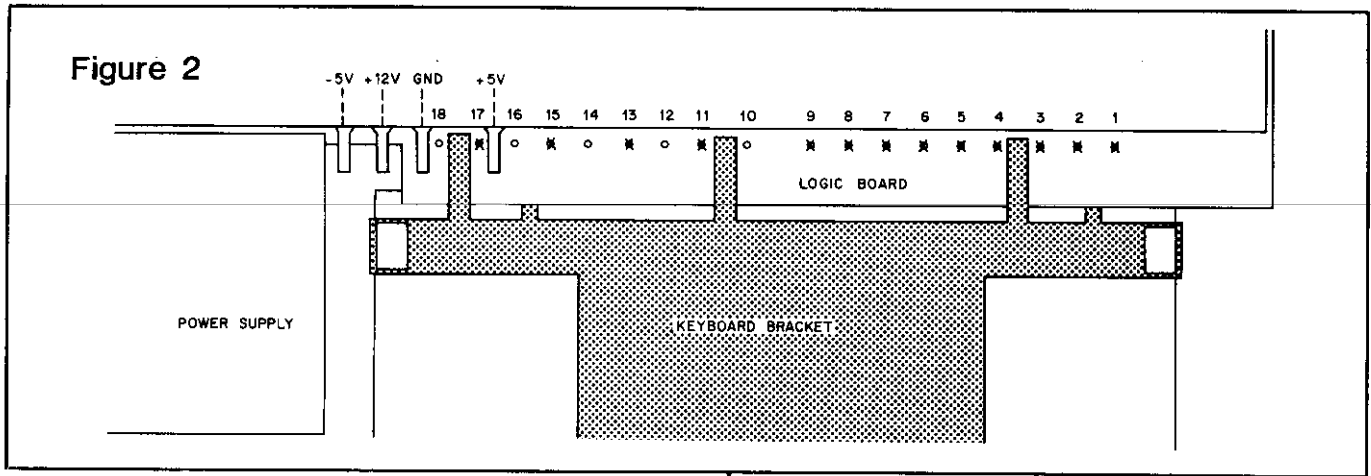 Figure 2
-5V +12V GND +5V
18 17 16 15 14 13 12 11 10 9 8 7 6 5 4 3 2 1
LOGIC BOARD
POWER SUPPLY
KEYBOARD BRACKET